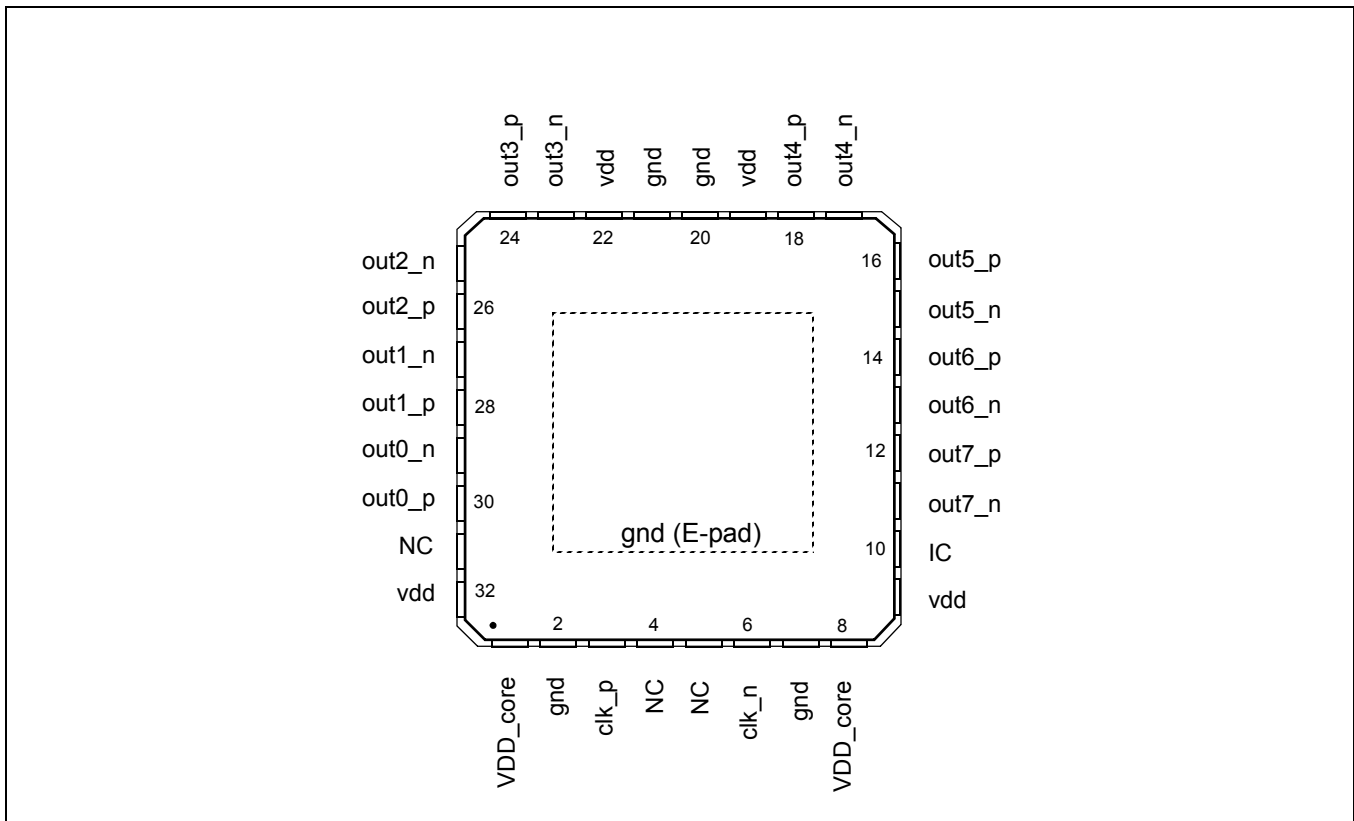 out3_p
out3_n
vdd
gnd
gnd
vdd
out4_p
out4_n
24
22
20
18
out2_n
16
out5_p
out2_p
26
out5_n
out1_n
14
out6_p
out1_p
28
out6_n
out0_n
12
out7_p
out0_p
30
out7_n
gnd (E-pad)
NC
10
IC
vdd
32
vdd
2
4
6
8
VDD_core
gnd
clk_p
NC
NC
clk_n
gnd
VDD_core